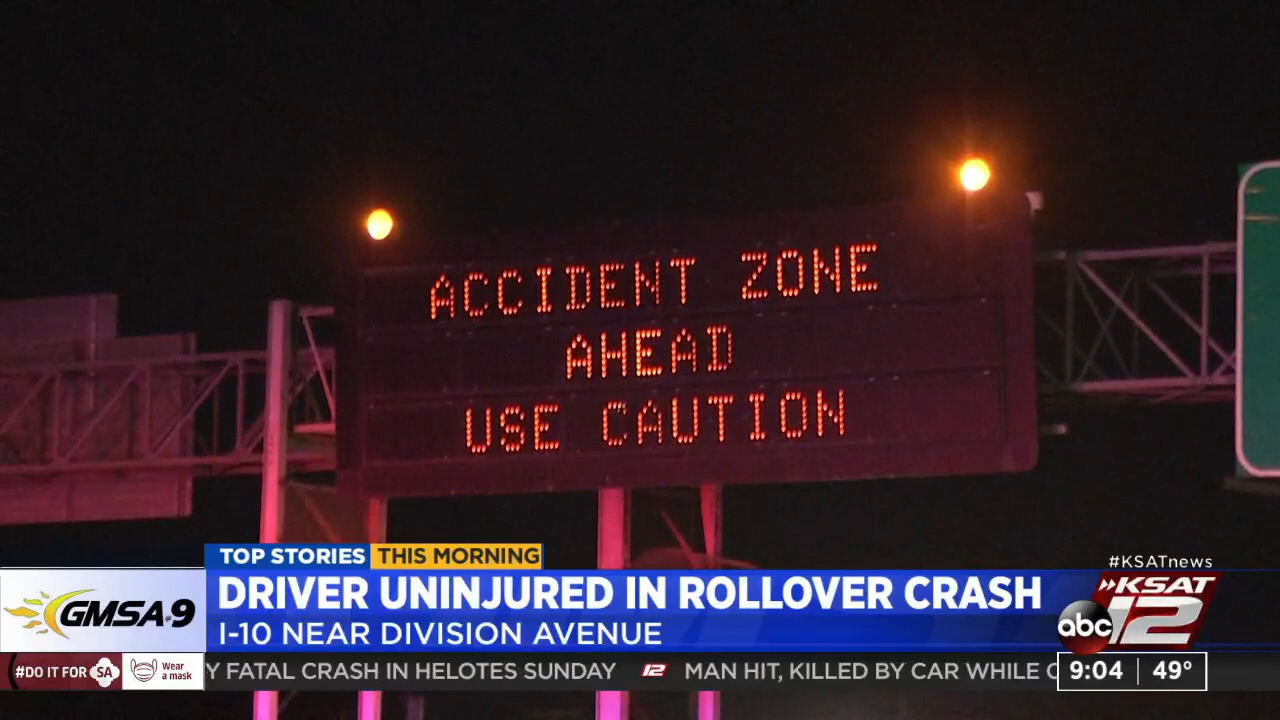 ACCIDENT ZONE
AHEAD
USE CAUTION
#KSATnews
TOP STORIES THIS MORNING
DRIVER UNINJURED IN ROLLOVER CRASH
I-10 NEAR DIVISION AVENUE
GMSA@9
abc KSAT 12
#DO IT FOR SA
Wear
a mask
Y FATAL CRASH IN HELOTES SUNDAY 12 MAN HIT, KILLED BY CAR WHILE
9:04 49°